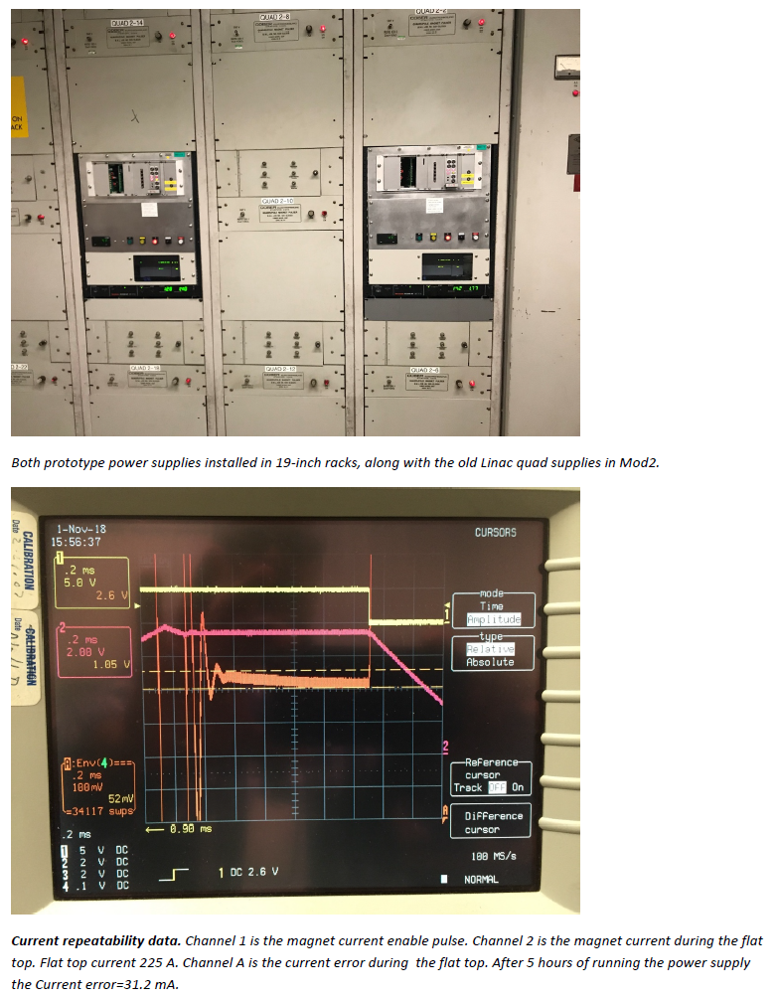 QUAD 2-14
QUAD 2-8
QUAD 2-2
ON
ACK
QUAD 2-10
QUAD 2-16
QUAD 2-12
QUAD 2-6
Both prototype power supplies installed in 19-inch racks, along with the old Linac quad supplies in Mod2.
CALIBRATION
Date
CALIBRATION
Date
1-Nov-18
15:56:37
CURSORS
1
.2 ms
5.0 V
2.6 V
2
.2 ms
2.00 V
1.05 V
mode
Time
Amplitude
type
Relative
Absolute
1
2
A:Env(4)===
.2 ms
100mV
52mV
=34117 swps
Reference
cursor
Track OFF On
A
Difference
cursor
0.90 ms
.2 ms
1 5 V DC
2 2 V DC
3 2 V DC
4 .1 V DC
1 DC 2.6 V
100 MS/s
NORMAL
Current repeatability data. Channel 1 is the magnet current enable pulse. Channel 2 is the magnet current during the flat
top. Flat top current 225 A. Channel A is the current error during the flat top. After 5 hours of running the power supply
the Current error=31.2 mA.